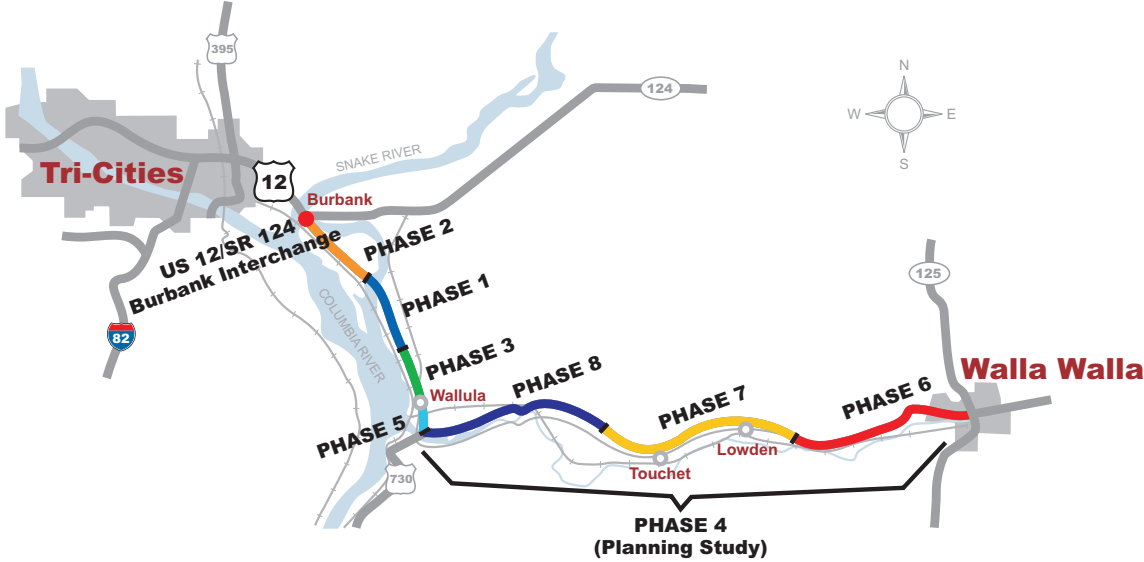 395
124
N
W
E
S
SNAKE RIVER
Tri-Cities
12
Burbank
US 12/SR 124
Burbank Interchange
PHASE 2
125
PHASE 1
COLUMBIA RIVER
82
PHASE 3
Walla Walla
Wallula
PHASE 8
PHASE 7
PHASE 6
PHASE 5
Lowden
Touchet
730
PHASE 4
(Planning Study)